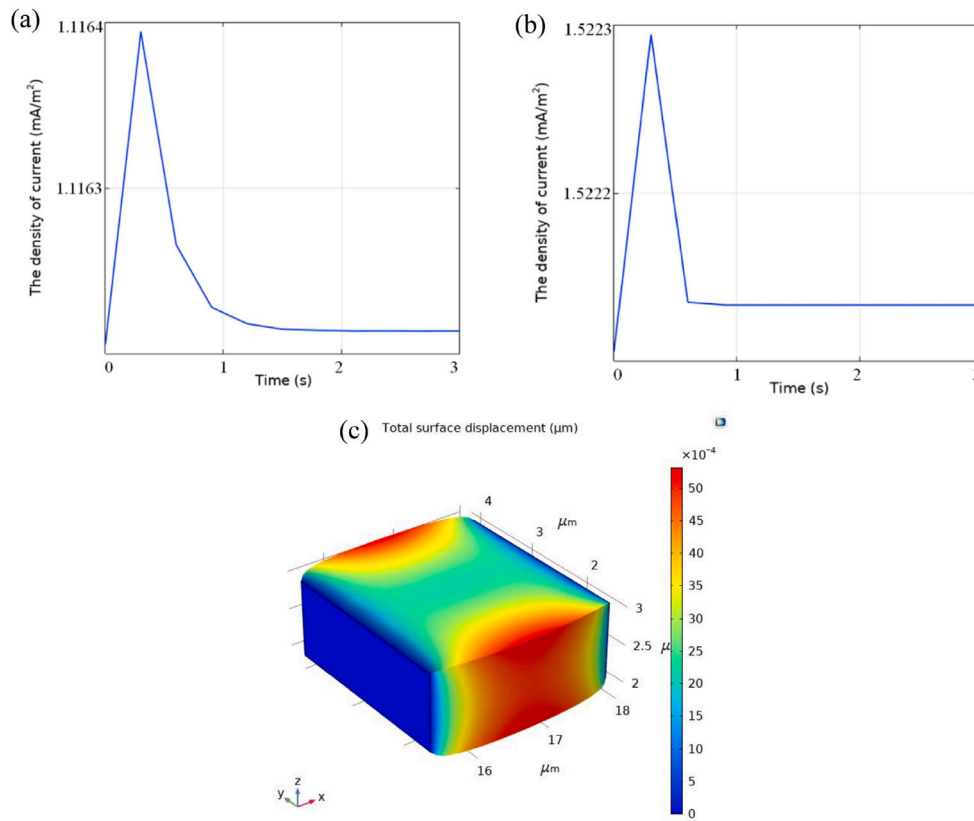 (a)
1.1164
1.1163
The density of current (mA/m²)
0 1 2 3
Time (s)
(b)
1.5223
1.5222
The density of current (mA/m²)
0 1 2
Time (s)
(c) Total surface displacement (μm)
×10⁻⁴
50
45
40
35
30
25
20
15
10
5
0
4
3
2
μm
3
2.5
2
18
17
16
μm
y z x